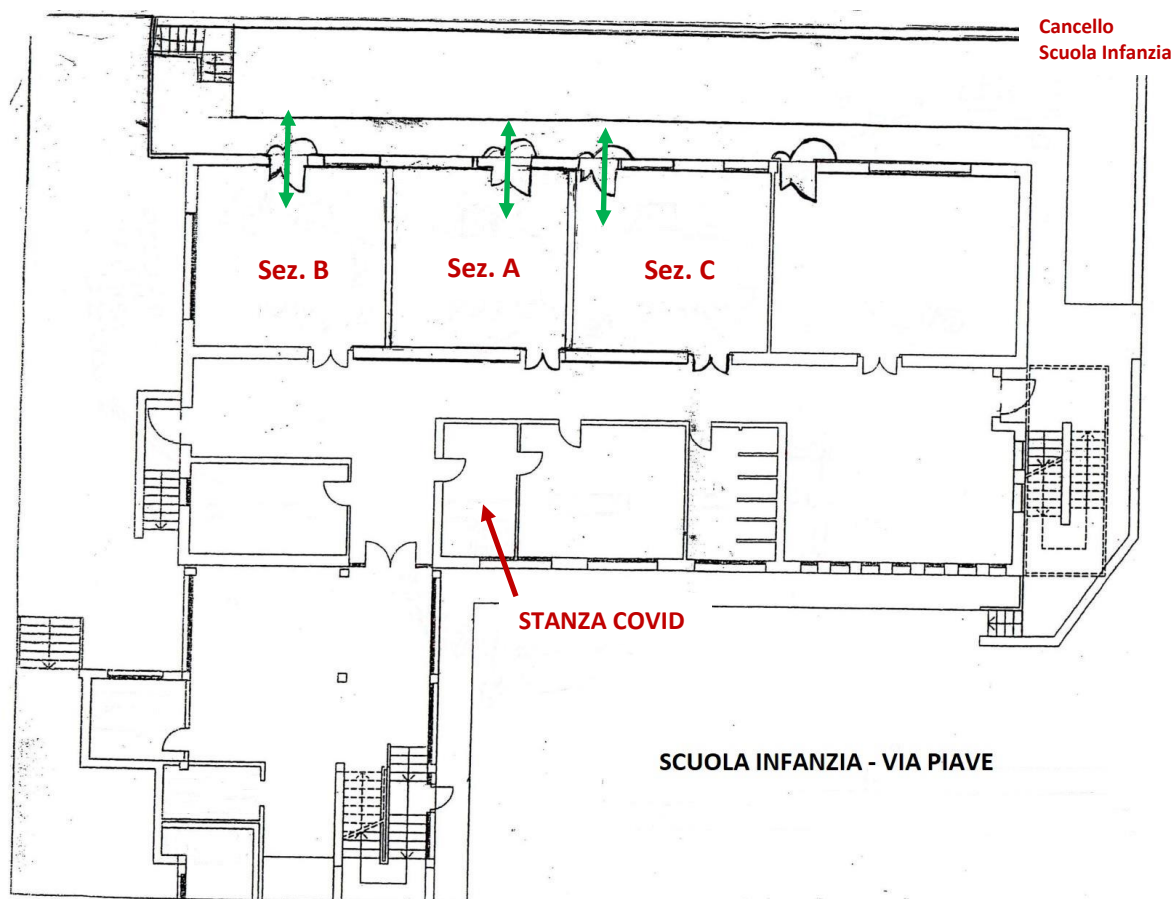 Cancello
Scuola Infanzia
Sez. B
Sez. A
Sez. C
STANZA COVID
SCUOLA INFANZIA - VIA PIAVE